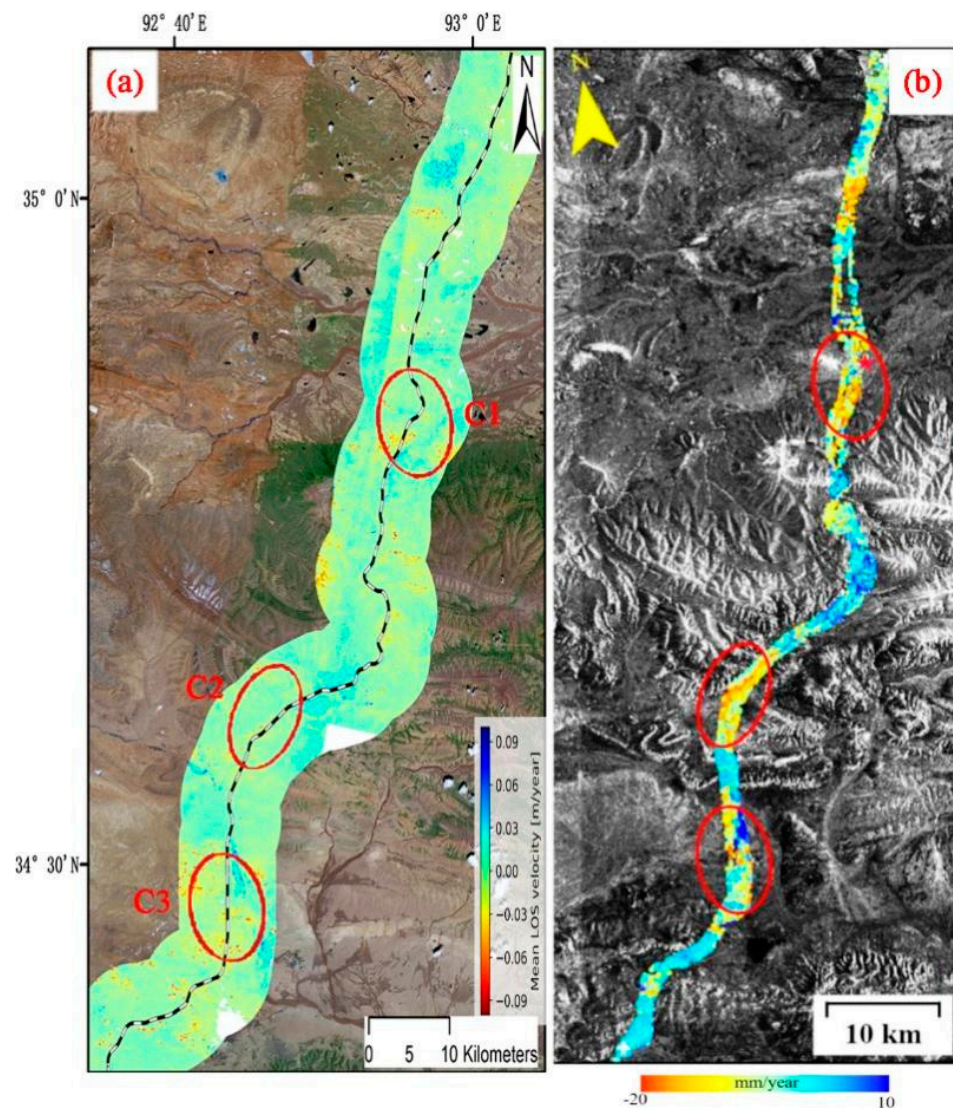 92° 40'E
93° 0'E
(a)
N
35° 0'N
C1
C2
34° 30'N
C3
0.09
0.06
0.03
0.00
-0.03
-0.06
-0.09
Mean LOS velocity [m/year]
0 5 10 Kilometers
N
(b)
10 km
mm/year
-20
10